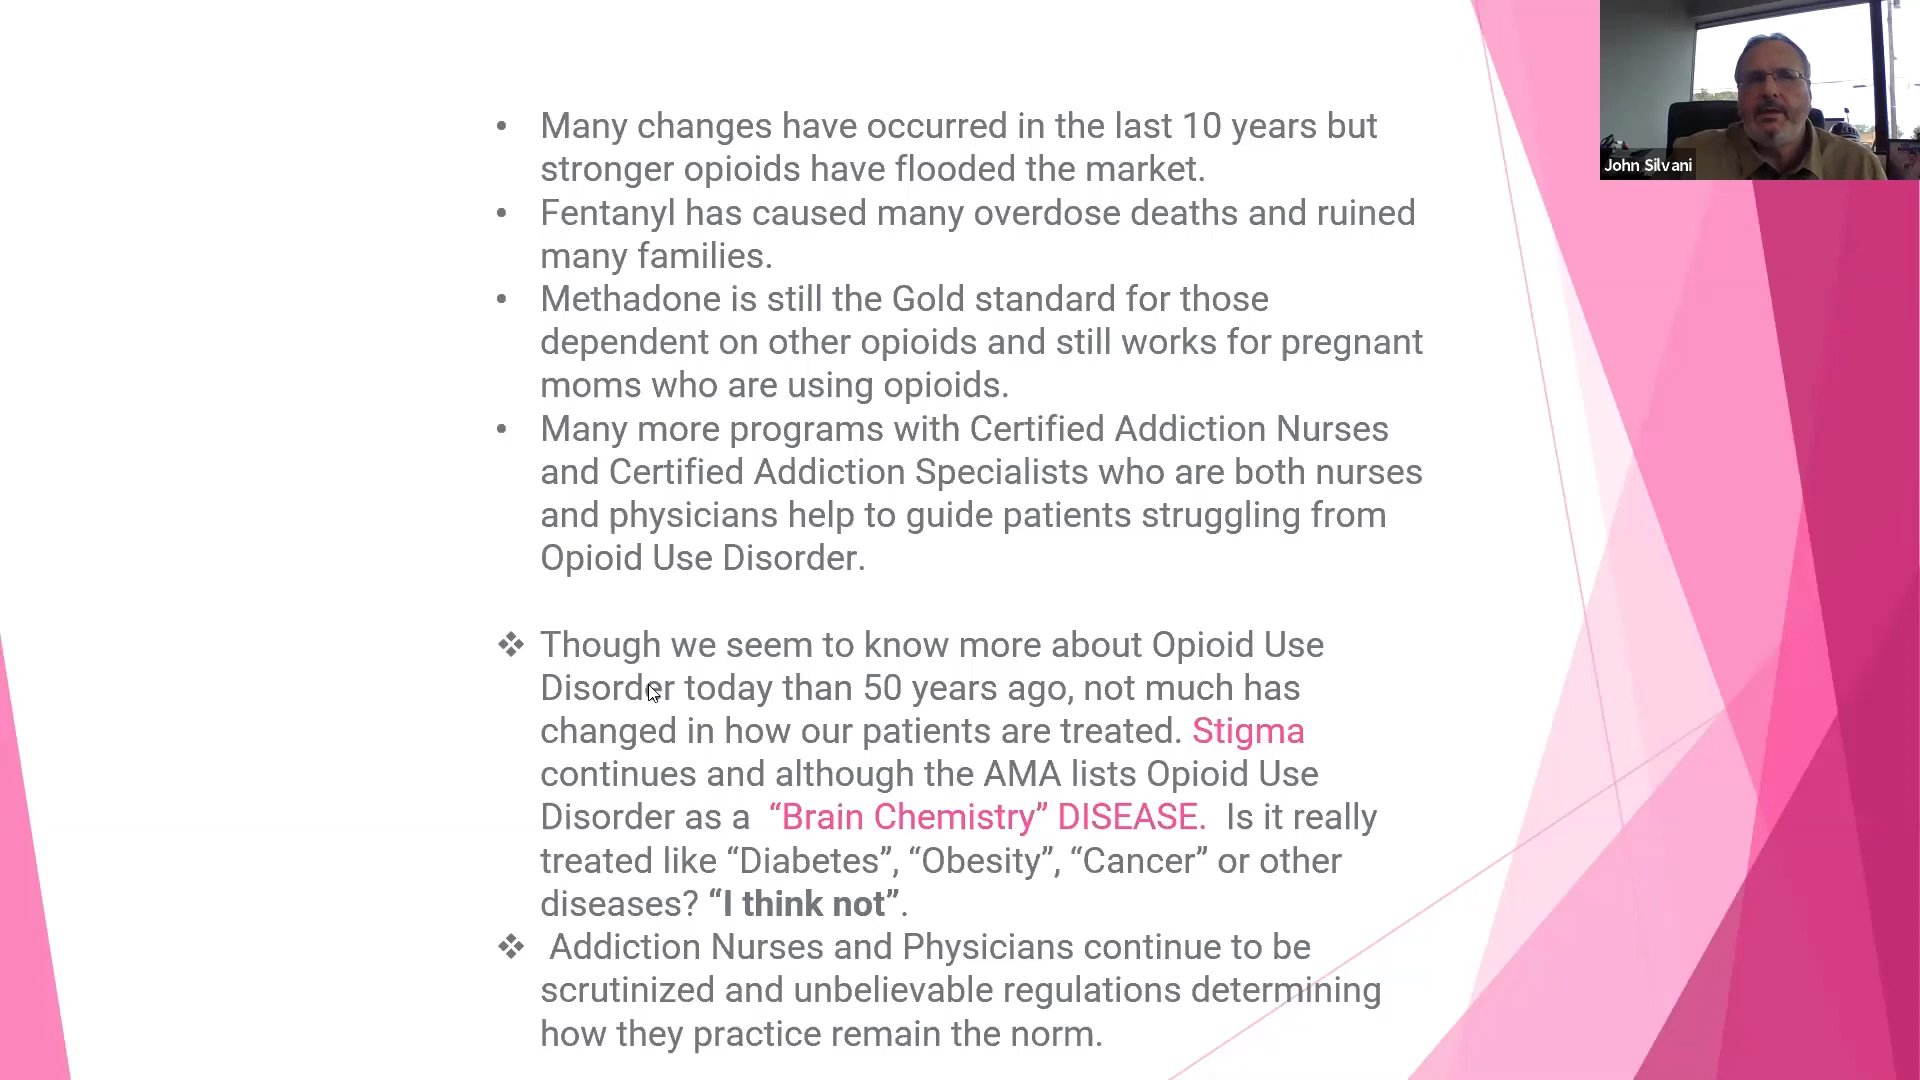 • Many changes have occurred in the last 10 years but
stronger opioids have flooded the market.
• Fentanyl has caused many overdose deaths and ruined
many families.
• Methadone is still the Gold standard for those
dependent on other opioids and still works for pregnant
moms who are using opioids.
• Many more programs with Certified Addiction Nurses
and Certified Addiction Specialists who are both nurses
and physicians help to guide patients struggling from
Opioid Use Disorder.
❖ Though we seem to know more about Opioid Use
Disorder today than 50 years ago, not much has
changed in how our patients are treated. Stigma
continues and although the AMA lists Opioid Use
Disorder as a “Brain Chemistry” DISEASE. Is it really
treated like “Diabetes”, “Obesity”, “Cancer” or other
diseases? “I think not”.
❖ Addiction Nurses and Physicians continue to be
scrutinized and unbelievable regulations determining
how they practice remain the norm.
John Silvani